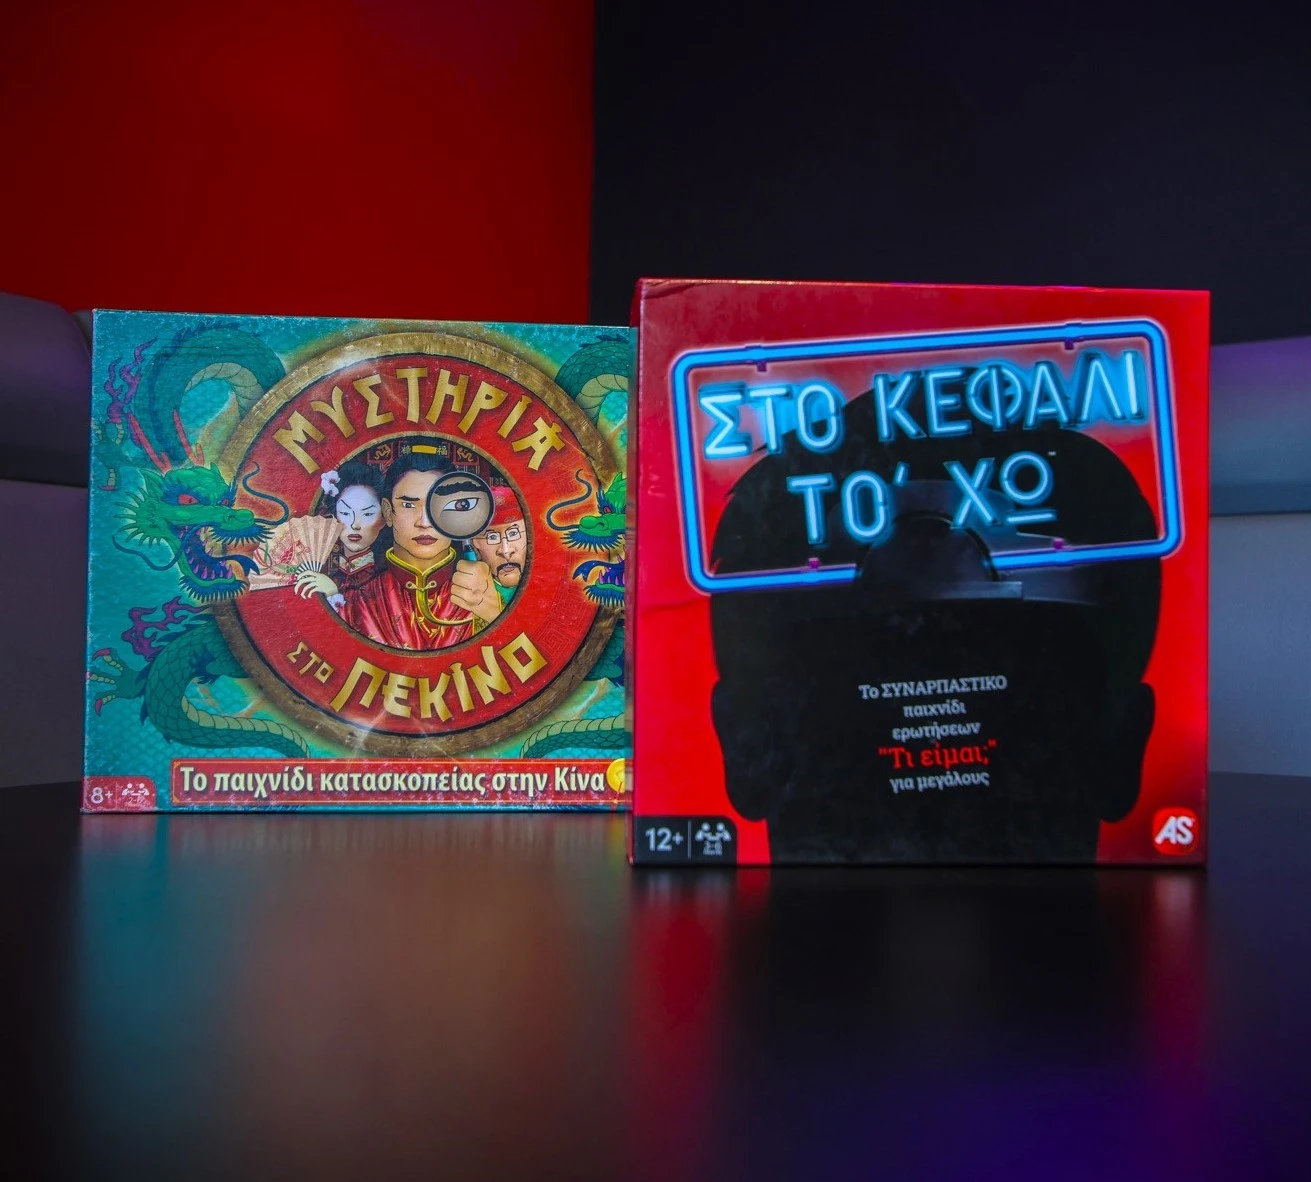 ΜΥΣΤΗΡΙΑ
ΣΤΟ ΠΕΚΙΝΟ
Το παιχνίδι κατασκοπείας στην Κίνα
8+
ΣΤΟ ΚΕΦΑΛΙ
ΤΟ' ΧΩ
Το ΣΥΝΑΡΠΑΣΤΙΚΟ
παιχνίδι
ερωτήσεων
"Τι είμαι;"
για μεγάλους
12+
AS